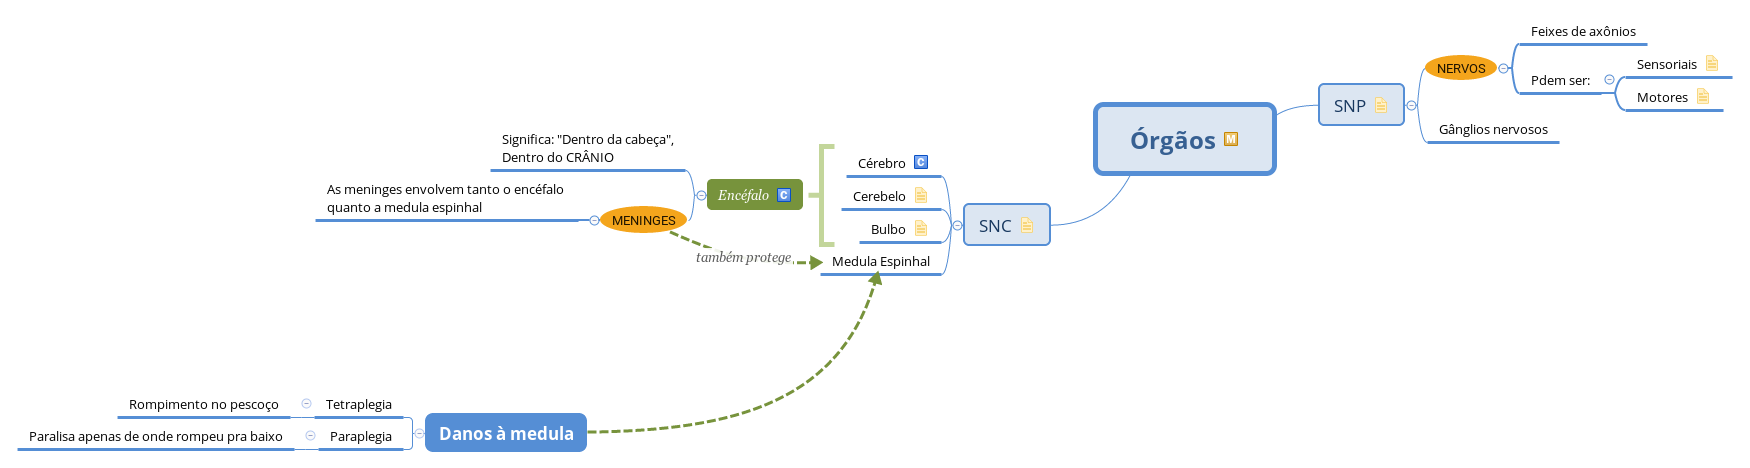 Órgãos
SNP
NERVOS
Feixes de axônios
Pdem ser:
Sensoriais
Motores
Gânglios nervosos
SNC
Cérebro
Cerebelo
Bulbo
Medula Espinhal
Encéfalo
Significa: "Dentro da cabeça",
Dentro do CRÂNIO
MENINGES
As meninges envolvem tanto o encéfalo
quanto a medula espinhal
também protege
Danos à medula
Tetraplegia
Rompimento no pescoço
Paraplegia
Paralisa apenas de onde rompeu pra baixo